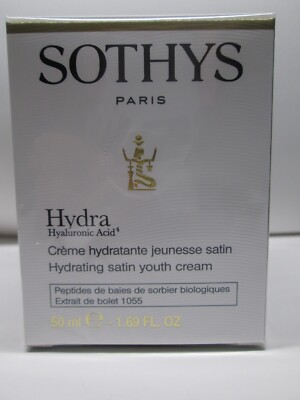 SOTHYS
PARIS
Hydra
Hyaluronic Acid⁴
Crème hydratante jeunesse satin
Hydrating satin youth cream
Peptides de baies de sorbier biologiques
Extrait de bolet 1055
50 ml ℮ - 1.69 FL. OZ.